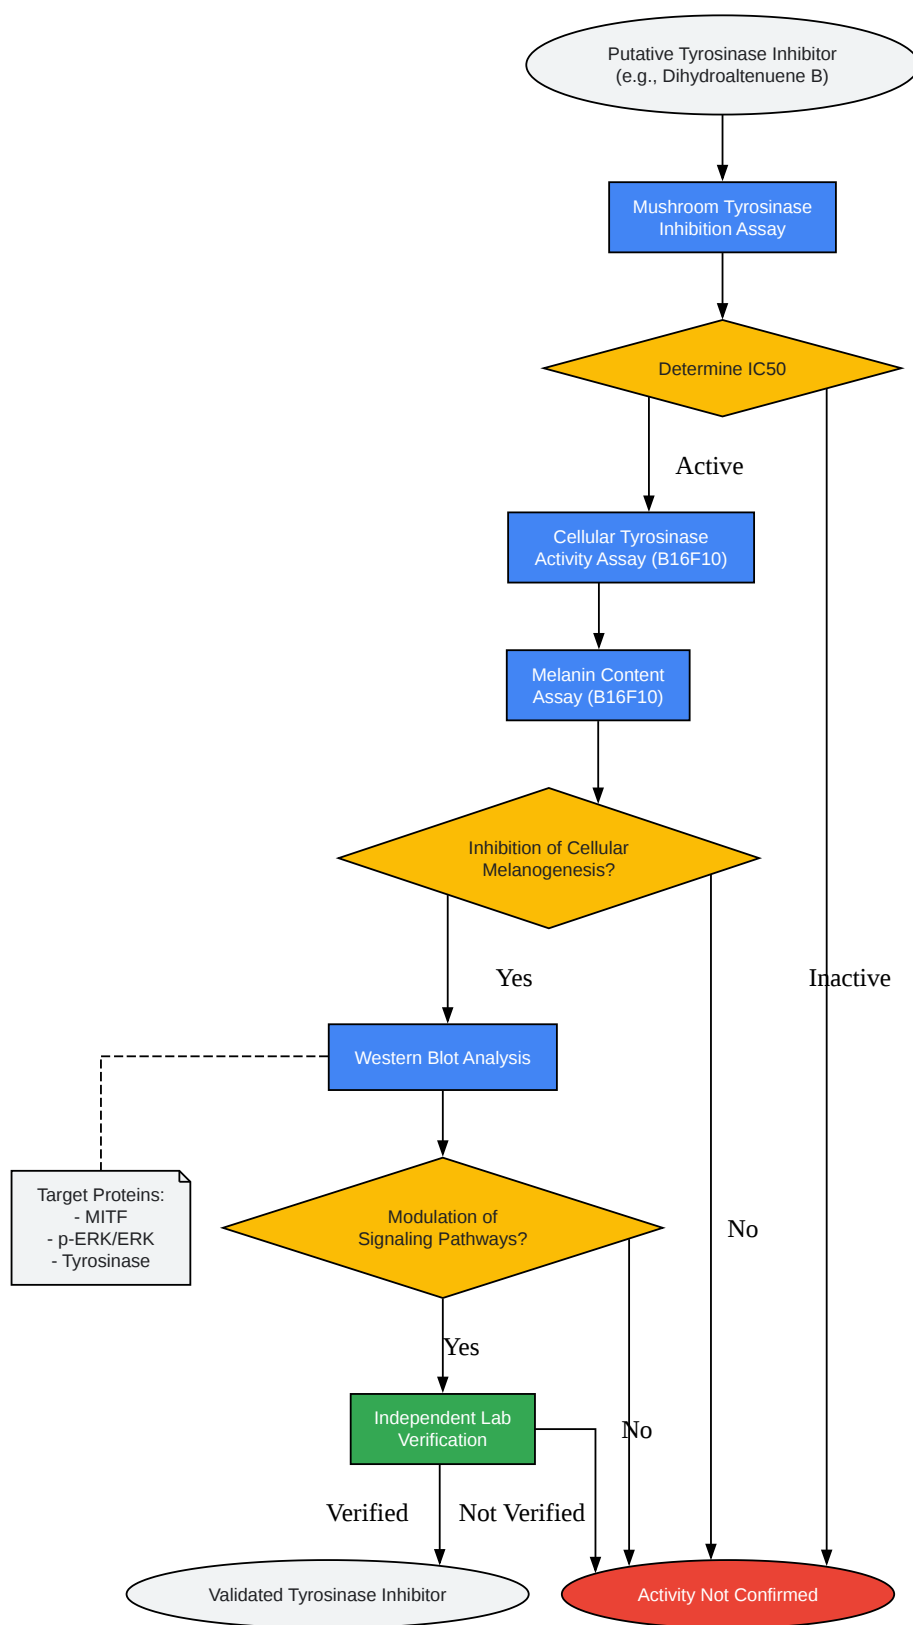 Putative Tyrosinase Inhibitor
(e.g., Dihydroaltenuene B)
Mushroom Tyrosinase
Inhibition Assay
Determine IC50
Active
Cellular Tyrosinase
Activity Assay (B16F10)
Melanin Content
Assay (B16F10)
Inhibition of Cellular
Melanogenesis?
Yes
Inactive
Western Blot Analysis
Target Proteins:
- MITF
- p-ERK/ERK
- Tyrosinase
Modulation of
Signaling Pathways?
No
Yes
Independent Lab
Verification
No
Verified
Not Verified
Validated Tyrosinase Inhibitor
Activity Not Confirmed